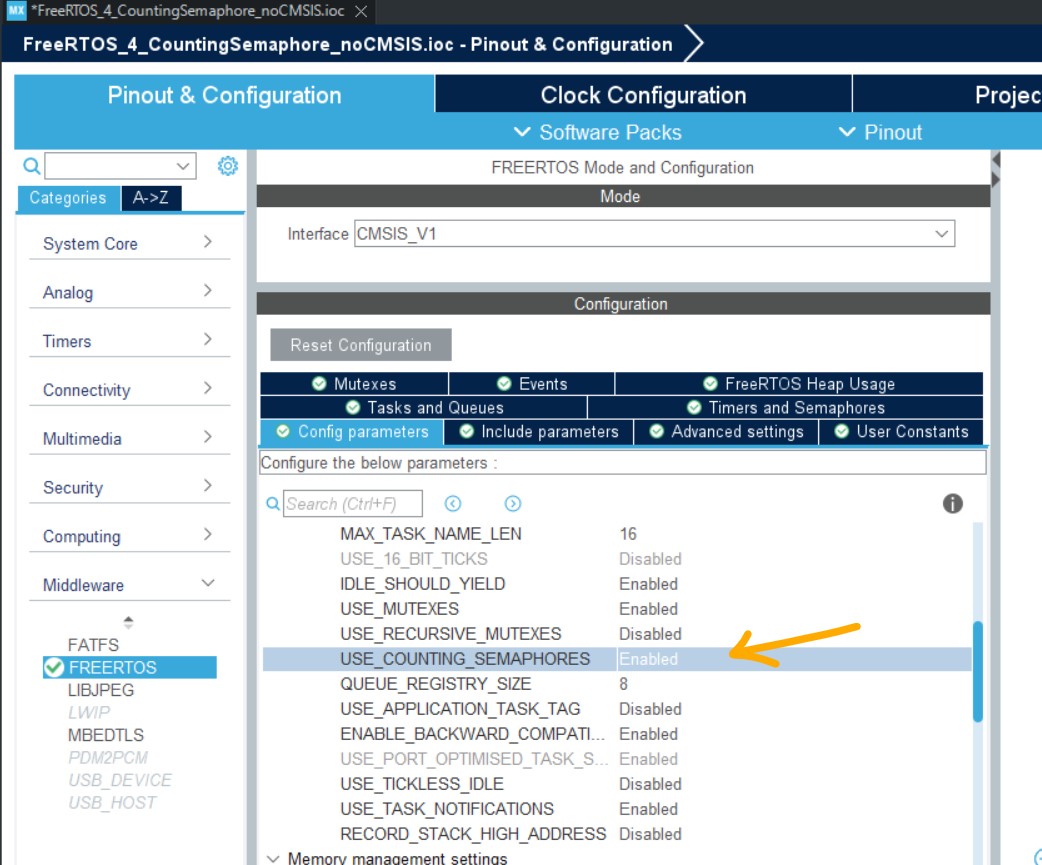 MX *FreeRTOS_4_CountingSemaphore_noCMSIS.ioc
FreeRTOS_4_CountingSemaphore_noCMSIS.ioc - Pinout & Configuration
Pinout & Configuration
Clock Configuration
Projec
Software Packs
Pinout
Categories
A->Z
System Core
Analog
Timers
Connectivity
Multimedia
Security
Computing
Middleware
FATFS
FREERTOS
LIBJPEG
LWIP
MBEDTLS
PDM2PCM
USB_DEVICE
USB_HOST
FREERTOS Mode and Configuration
Mode
Interface CMSIS_V1
Configuration
Reset Configuration
Mutexes
Events
FreeRTOS Heap Usage
Tasks and Queues
Timers and Semaphores
Config parameters
Include parameters
Advanced settings
User Constants
Configure the below parameters :
Search (Ctrl+F)
MAX_TASK_NAME_LEN 16
USE_16_BIT_TICKS Disabled
IDLE_SHOULD_YIELD Enabled
USE_MUTEXES Enabled
USE_RECURSIVE_MUTEXES Disabled
USE_COUNTING_SEMAPHORES Enabled
QUEUE_REGISTRY_SIZE 8
USE_APPLICATION_TASK_TAG Disabled
ENABLE_BACKWARD_COMPATI... Enabled
USE_PORT_OPTIMISED_TASK_S... Enabled
USE_TICKLESS_IDLE Disabled
USE_TASK_NOTIFICATIONS Enabled
RECORD_STACK_HIGH_ADDRESS Disabled
Memory management settings